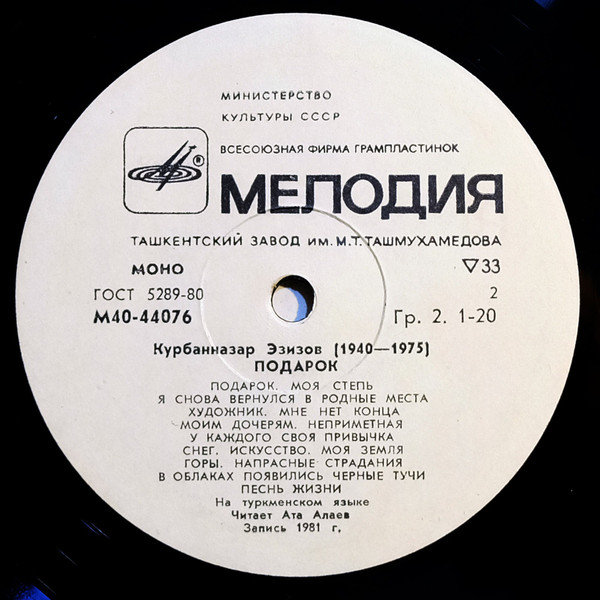 МИНИСТЕРСТВО
КУЛЬТУРЫ СССР
®
ВСЕСОЮЗНАЯ ФИРМА ГРАМПЛАСТИНОК
МЕЛОДИЯ
ТАШКЕНТСКИЙ ЗАВОД им. М.Т. ТАШМУХАМЕДОВА
МОНО ▽33
ГОСТ 5289-80 2
М40-44076 Гр. 2. 1-20
Курбанназар Эзизов (1940—1975)
ПОДАРОК
ПОДАРОК. МОЯ СТЕПЬ
Я СНОВА ВЕРНУЛСЯ В РОДНЫЕ МЕСТА
ХУДОЖНИК. МНЕ НЕТ КОНЦА
МОИМ ДОЧЕРЯМ. НЕПРИМЕТНАЯ
У КАЖДОГО СВОЯ ПРИВЫЧКА
СНЕГ. ИСКУССТВО. МОЯ ЗЕМЛЯ
ГОРЫ. НАПРАСНЫЕ СТРАДАНИЯ
В ОБЛАКАХ ПОЯВИЛИСЬ ЧЕРНЫЕ ТУЧИ
ПЕСНЬ ЖИЗНИ
На туркменском языке
Читает Ата Алаев
Запись 1981 г.